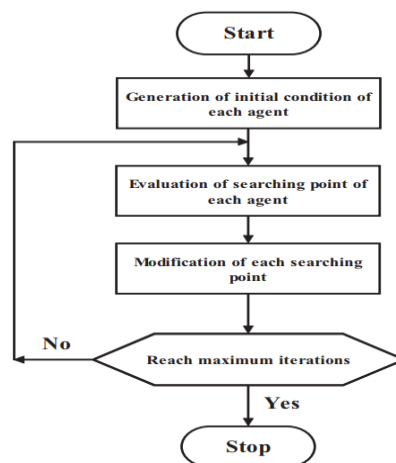 Start
Generation of initial condition of
each agent
Evaluation of searching point of
each agent
Modification of each searching
point
No
Reach maximum iterations
Yes
Stop